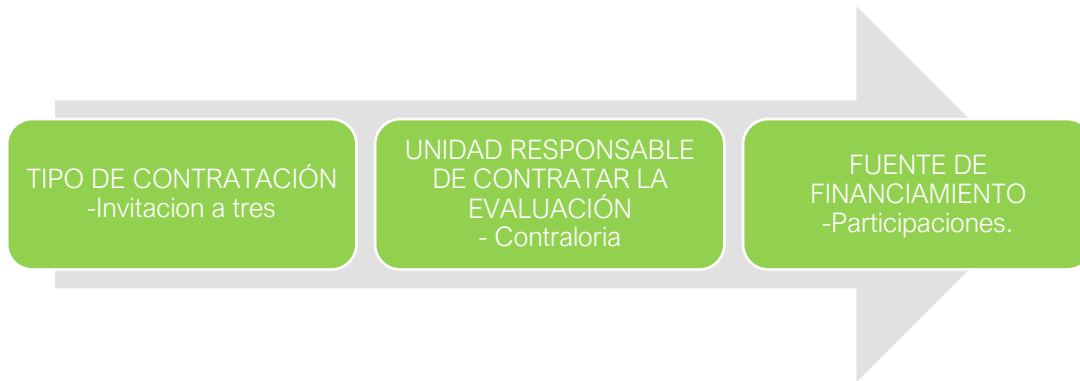 TIPO DE CONTRATACIÓN
-Invitacion a tres
UNIDAD RESPONSABLE
DE CONTRATAR LA
EVALUACIÓN
- Contraloria
FUENTE DE
FINANCIAMIENTO
-Participaciones.